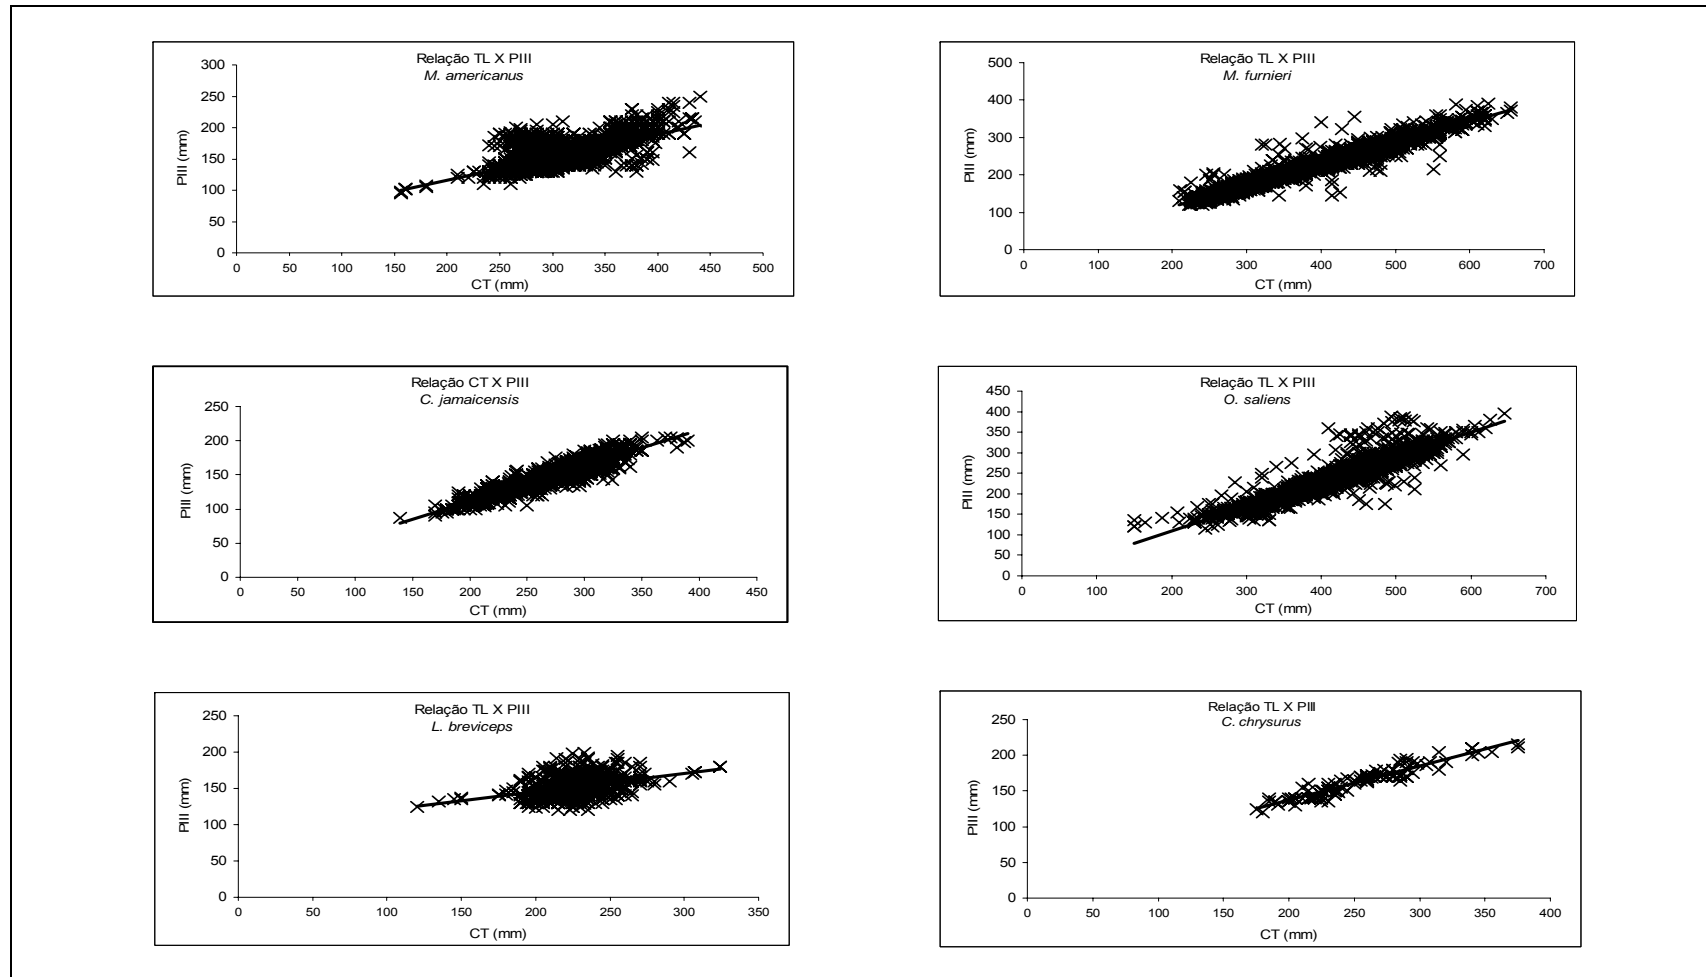 Relação TL X PIII
M. americanus
300
250
200
150
100
50
0
PIII (mm)
0 50 100 150 200 250 300 350 400 450 500
CT (mm)
Relação TL X PIII
M. furnieri
500
400
300
200
100
0
PIII (mm)
0 100 200 300 400 500 600 700
CT (mm)
Relação CT X PIII
C. jamaicensis
250
200
150
100
50
0
PIII (mm)
0 50 100 150 200 250 300 350 400 450
CT (mm)
Relação TL X PIII
O. saliens
450
400
350
300
250
200
150
100
50
0
PIII (mm)
0 100 200 300 400 500 600 700
CT (mm)
Relação TL X PIII
L. breviceps
250
200
150
100
50
0
PIII (mm)
0 50 100 150 200 250 300 350
CT (mm)
Relação TL X PIII
C. chrysurus
250
200
150
100
50
0
PIII (mm)
0 50 100 150 200 250 300 350 400
CT (mm)